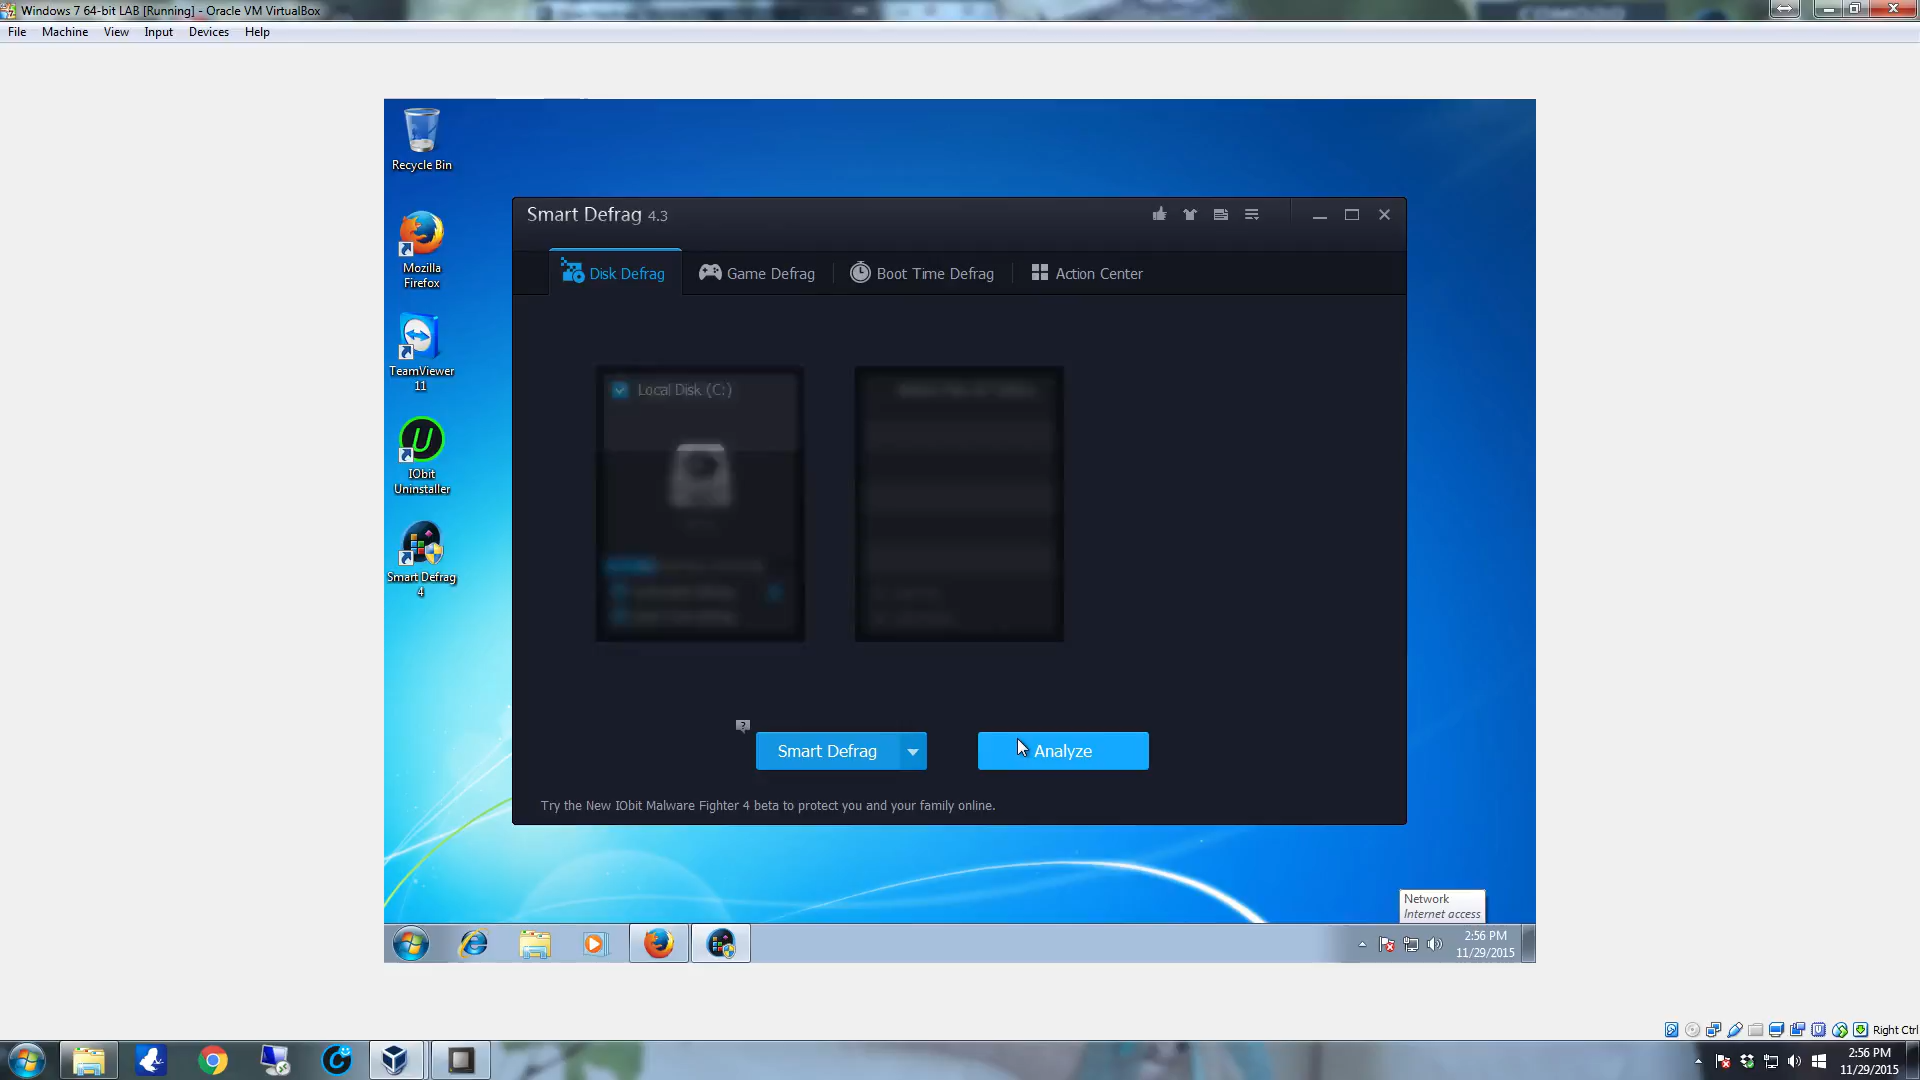 Windows 7 64-bit LAB [Running] - Oracle VM VirtualBox
File Machine View Input Devices Help
Recycle Bin
Mozilla
Firefox
TeamViewer
11
IObit
Uninstaller
Smart Defrag
4
Smart Defrag 4.3
Disk Defrag Game Defrag Boot Time Defrag Action Center
Local Disk (C:)
Smart Defrag Analyze
Try the New IObit Malware Fighter 4 beta to protect you and your family online.
Network
Internet access
2:56 PM
11/29/2015
Right Ctrl
2:56 PM
11/29/2015